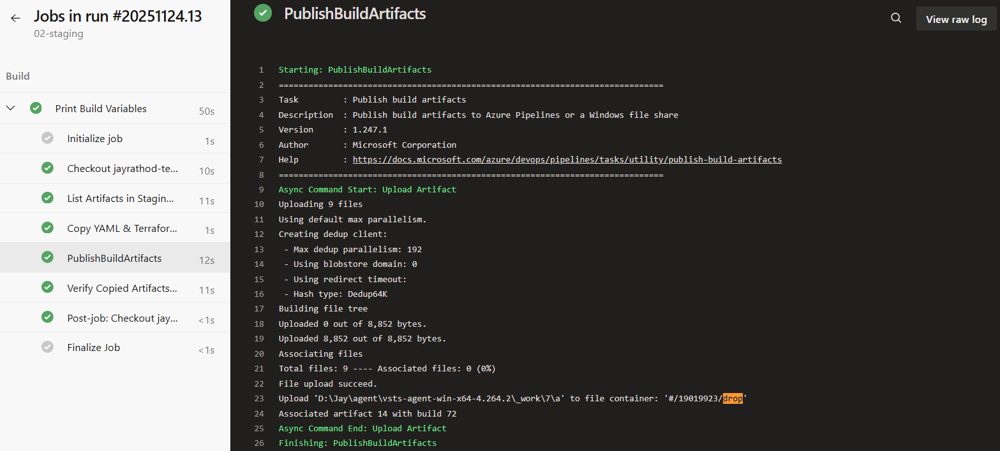 Jobs in run #20251124.13
02-staging
Build
Print Build Variables 50s
Initialize job 1s
Checkout jayrathod-te... 10s
List Artifacts in Stagin... 11s
Copy YAML & Terrafor... 1s
PublishBuildArtifacts 12s
Verify Copied Artifacts... 11s
Post-job: Checkout jay... <1s
Finalize Job <1s
PublishBuildArtifacts
View raw log
1 Starting: PublishBuildArtifacts
2 ==============================================================================
3 Task         : Publish build artifacts
4 Description  : Publish build artifacts to Azure Pipelines or a Windows file share
5 Version      : 1.247.1
6 Author       : Microsoft Corporation
7 Help         : https://docs.microsoft.com/azure/devops/pipelines/tasks/utility/publish-build-artifacts
8 ==============================================================================
9 Async Command Start: Upload Artifact
10 Uploading 9 files
11 Using default max parallelism.
12 Creating dedup client:
13  - Max dedup parallelism: 192
14  - Using blobstore domain: 0
15  - Using redirect timeout:
16  - Hash type: Dedup64K
17 Building file tree
18 Uploaded 0 out of 8,852 bytes.
19 Uploaded 8,852 out of 8,852 bytes.
20 Associating files
21 Total files: 9 ---- Associated files: 0 (0%)
22 File upload succeed.
23 Upload 'D:\Jay\agent\vsts-agent-win-x64-4.264.2\_work\7\a' to file container: '#/19019923/drop'
24 Associated artifact 14 with build 72
25 Async Command End: Upload Artifact
26 Finishing: PublishBuildArtifacts